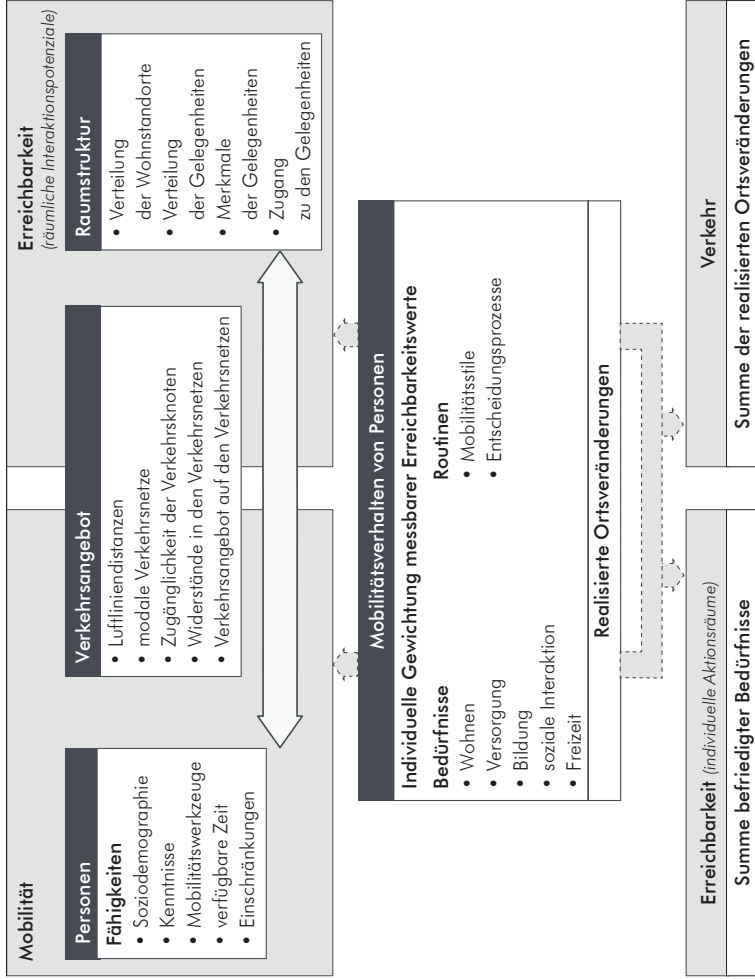 Mobilität
Personen
Fähigkeiten
• Soziodemographie
• Kenntnisse
• Mobilitätswerkzeuge
• verfügbare Zeit
• Einschränkungen
Verkehrsangebot
• Luftliniendistanzen
• modale Verkehrsnetze
• Zugänglichkeit der Verkehrsknoten
• Widerstände in den Verkehrsnetzen
• Verkehrsangebot auf den Verkehrsnetzen
Erreichbarkeit
(räumliche Interaktionspotenziale)
Raumstruktur
• Verteilung
der Wohnstandorte
• Verteilung
der Gelegenheiten
• Merkmale
der Gelegenheiten
• Zugang
zu den Gelegenheiten
Mobilitätsverhalten von Personen
Individuelle Gewichtung messbarer Erreichbarkeitswerte
Bedürfnisse
• Wohnen
• Versorgung
• Bildung
• soziale Interaktion
• Freizeit
Routinen
• Mobilitätsstile
• Entscheidungsprozesse
Realisierte Ortsveränderungen
Erreichbarkeit (individuelle Aktionsräume)
Summe befriedigter Bedürfnisse
Verkehr
Summe der realisierten Ortsveränderungen